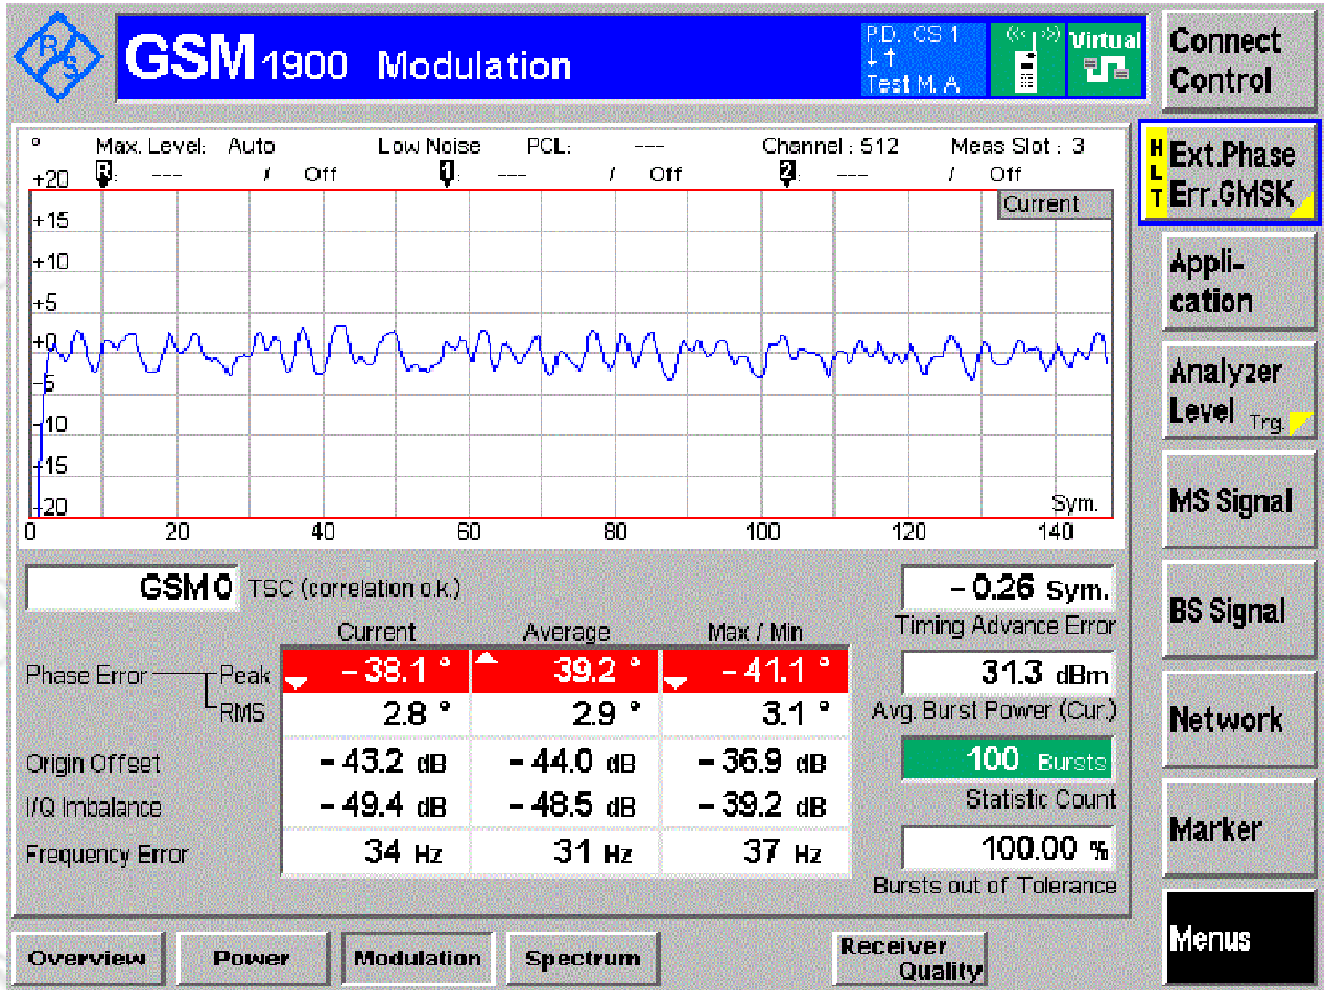 R&S
GSM 1900 Modulation
P.D. CS 1
↓↑
Test M. A.
Virtual
Connect
Control
° Max. Level: Auto Low Noise PCL: --- Channel : 512 Meas Slot : 3
R : --- / Off 1 : --- / Off 2 : --- / Off
HLT
Ext.Phase
Err.GMSK
Current
+20
+15
+10
+5
+0
-5
-10
-15
-20
Sym.
0 20 40 60 80 100 120 140
Appli-
cation
Analyzer
Level Trg.
MS Signal
BS Signal
Network
Marker
Menus
GSM 0 TSC (correlation o.k.)
- 0.26 Sym.
Timing Advance Error
Current Average Max / Min
Phase Error Peak - 38.1 ° 39.2 ° - 41.1 °
31.3 dBm
RMS 2.8 ° 2.9 ° 3.1 °
Avg. Burst Power (Cur.)
Origin Offset - 43.2 dB - 44.0 dB - 36.9 dB
100 Bursts
I/Q Imbalance - 49.4 dB - 48.5 dB - 39.2 dB
Statistic Count
Frequency Error 34 Hz 31 Hz 37 Hz
100.00 %
Bursts out of Tolerance
Overview Power Modulation Spectrum
Receiver
Quality